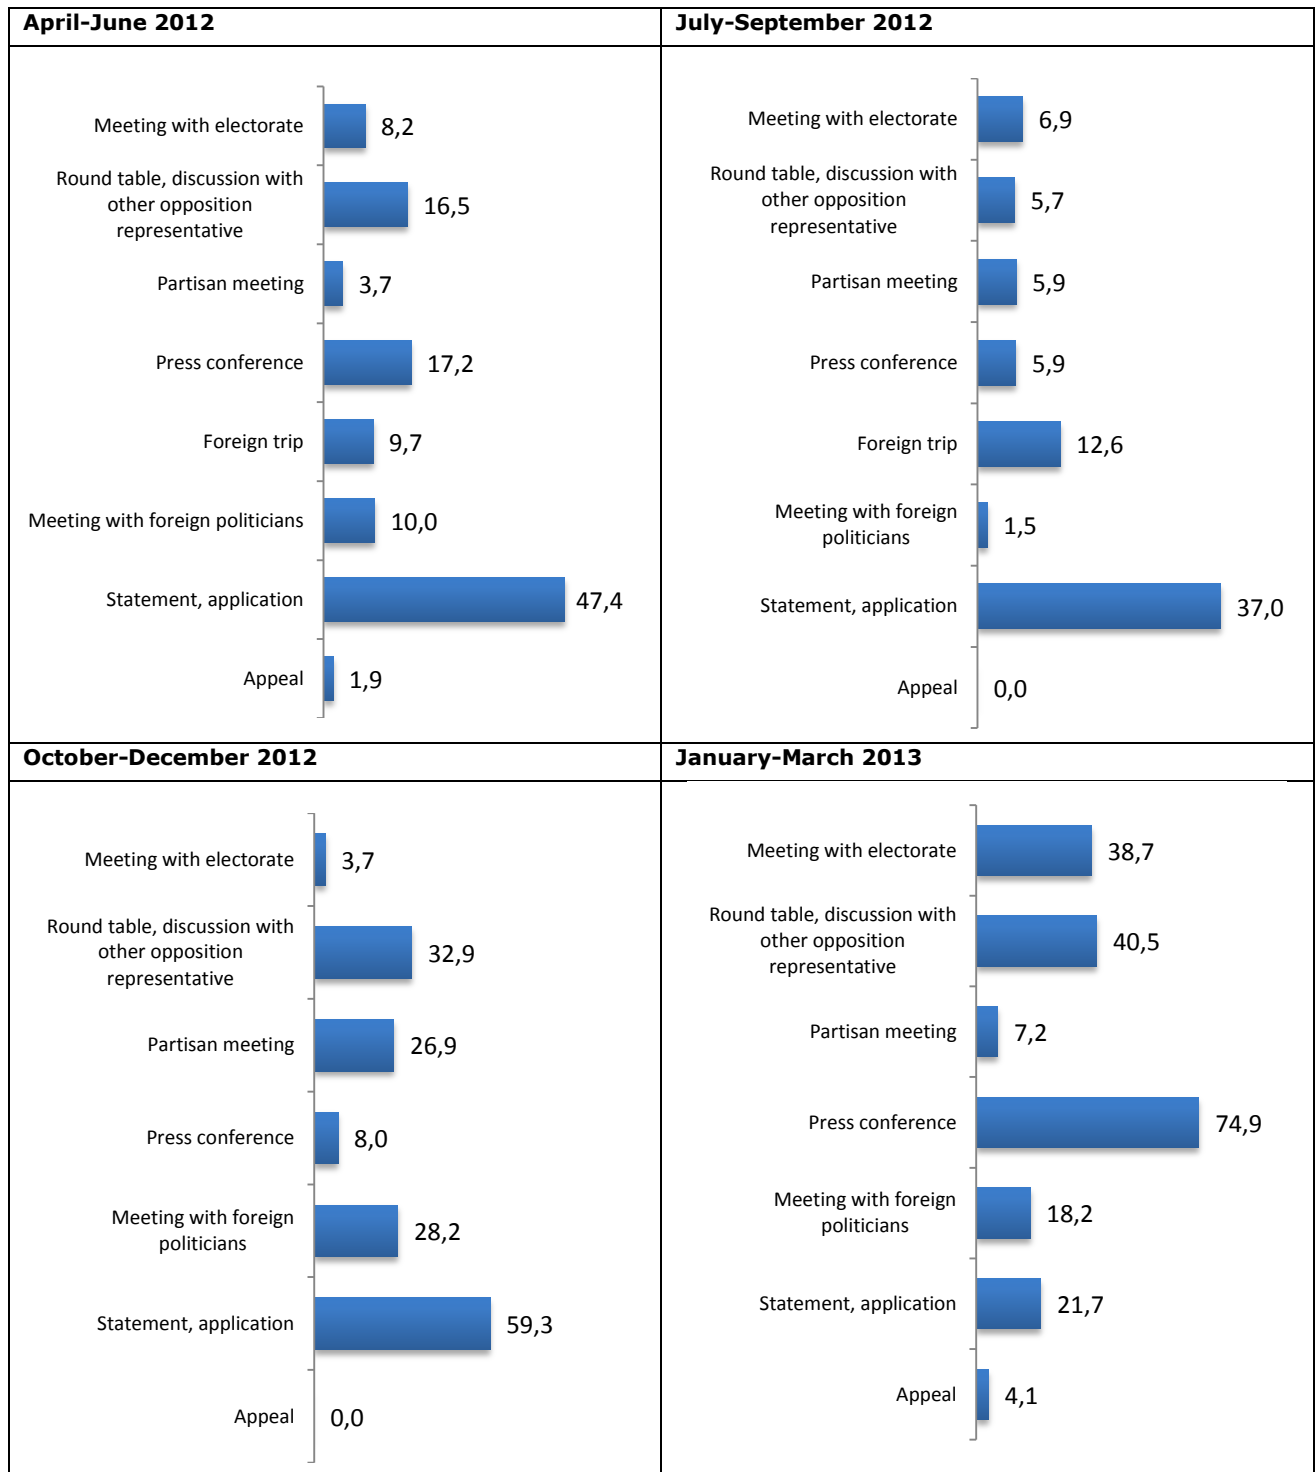 April-June 2012
Meeting with electorate
8,2
Round table, discussion with
other opposition
representative
16,5
Partisan meeting
3,7
Press conference
17,2
Foreign trip
9,7
Meeting with foreign politicians
10,0
Statement, application
47,4
Appeal
1,9
July-September 2012
Meeting with electorate
6,9
Round table, discussion with
other opposition
representative
5,7
Partisan meeting
5,9
Press conference
5,9
Foreign trip
12,6
Meeting with foreign
politicians
1,5
Statement, application
37,0
Appeal
0,0
October-December 2012
Meeting with electorate
3,7
Round table, discussion with
other opposition
representative
32,9
Partisan meeting
26,9
Press conference
8,0
Meeting with foreign
politicians
28,2
Statement, application
59,3
Appeal
0,0
January-March 2013
Meeting with electorate
38,7
Round table, discussion with
other opposition
representative
40,5
Partisan meeting
7,2
Press conference
74,9
Meeting with foreign
politicians
18,2
Statement, application
21,7
Appeal
4,1